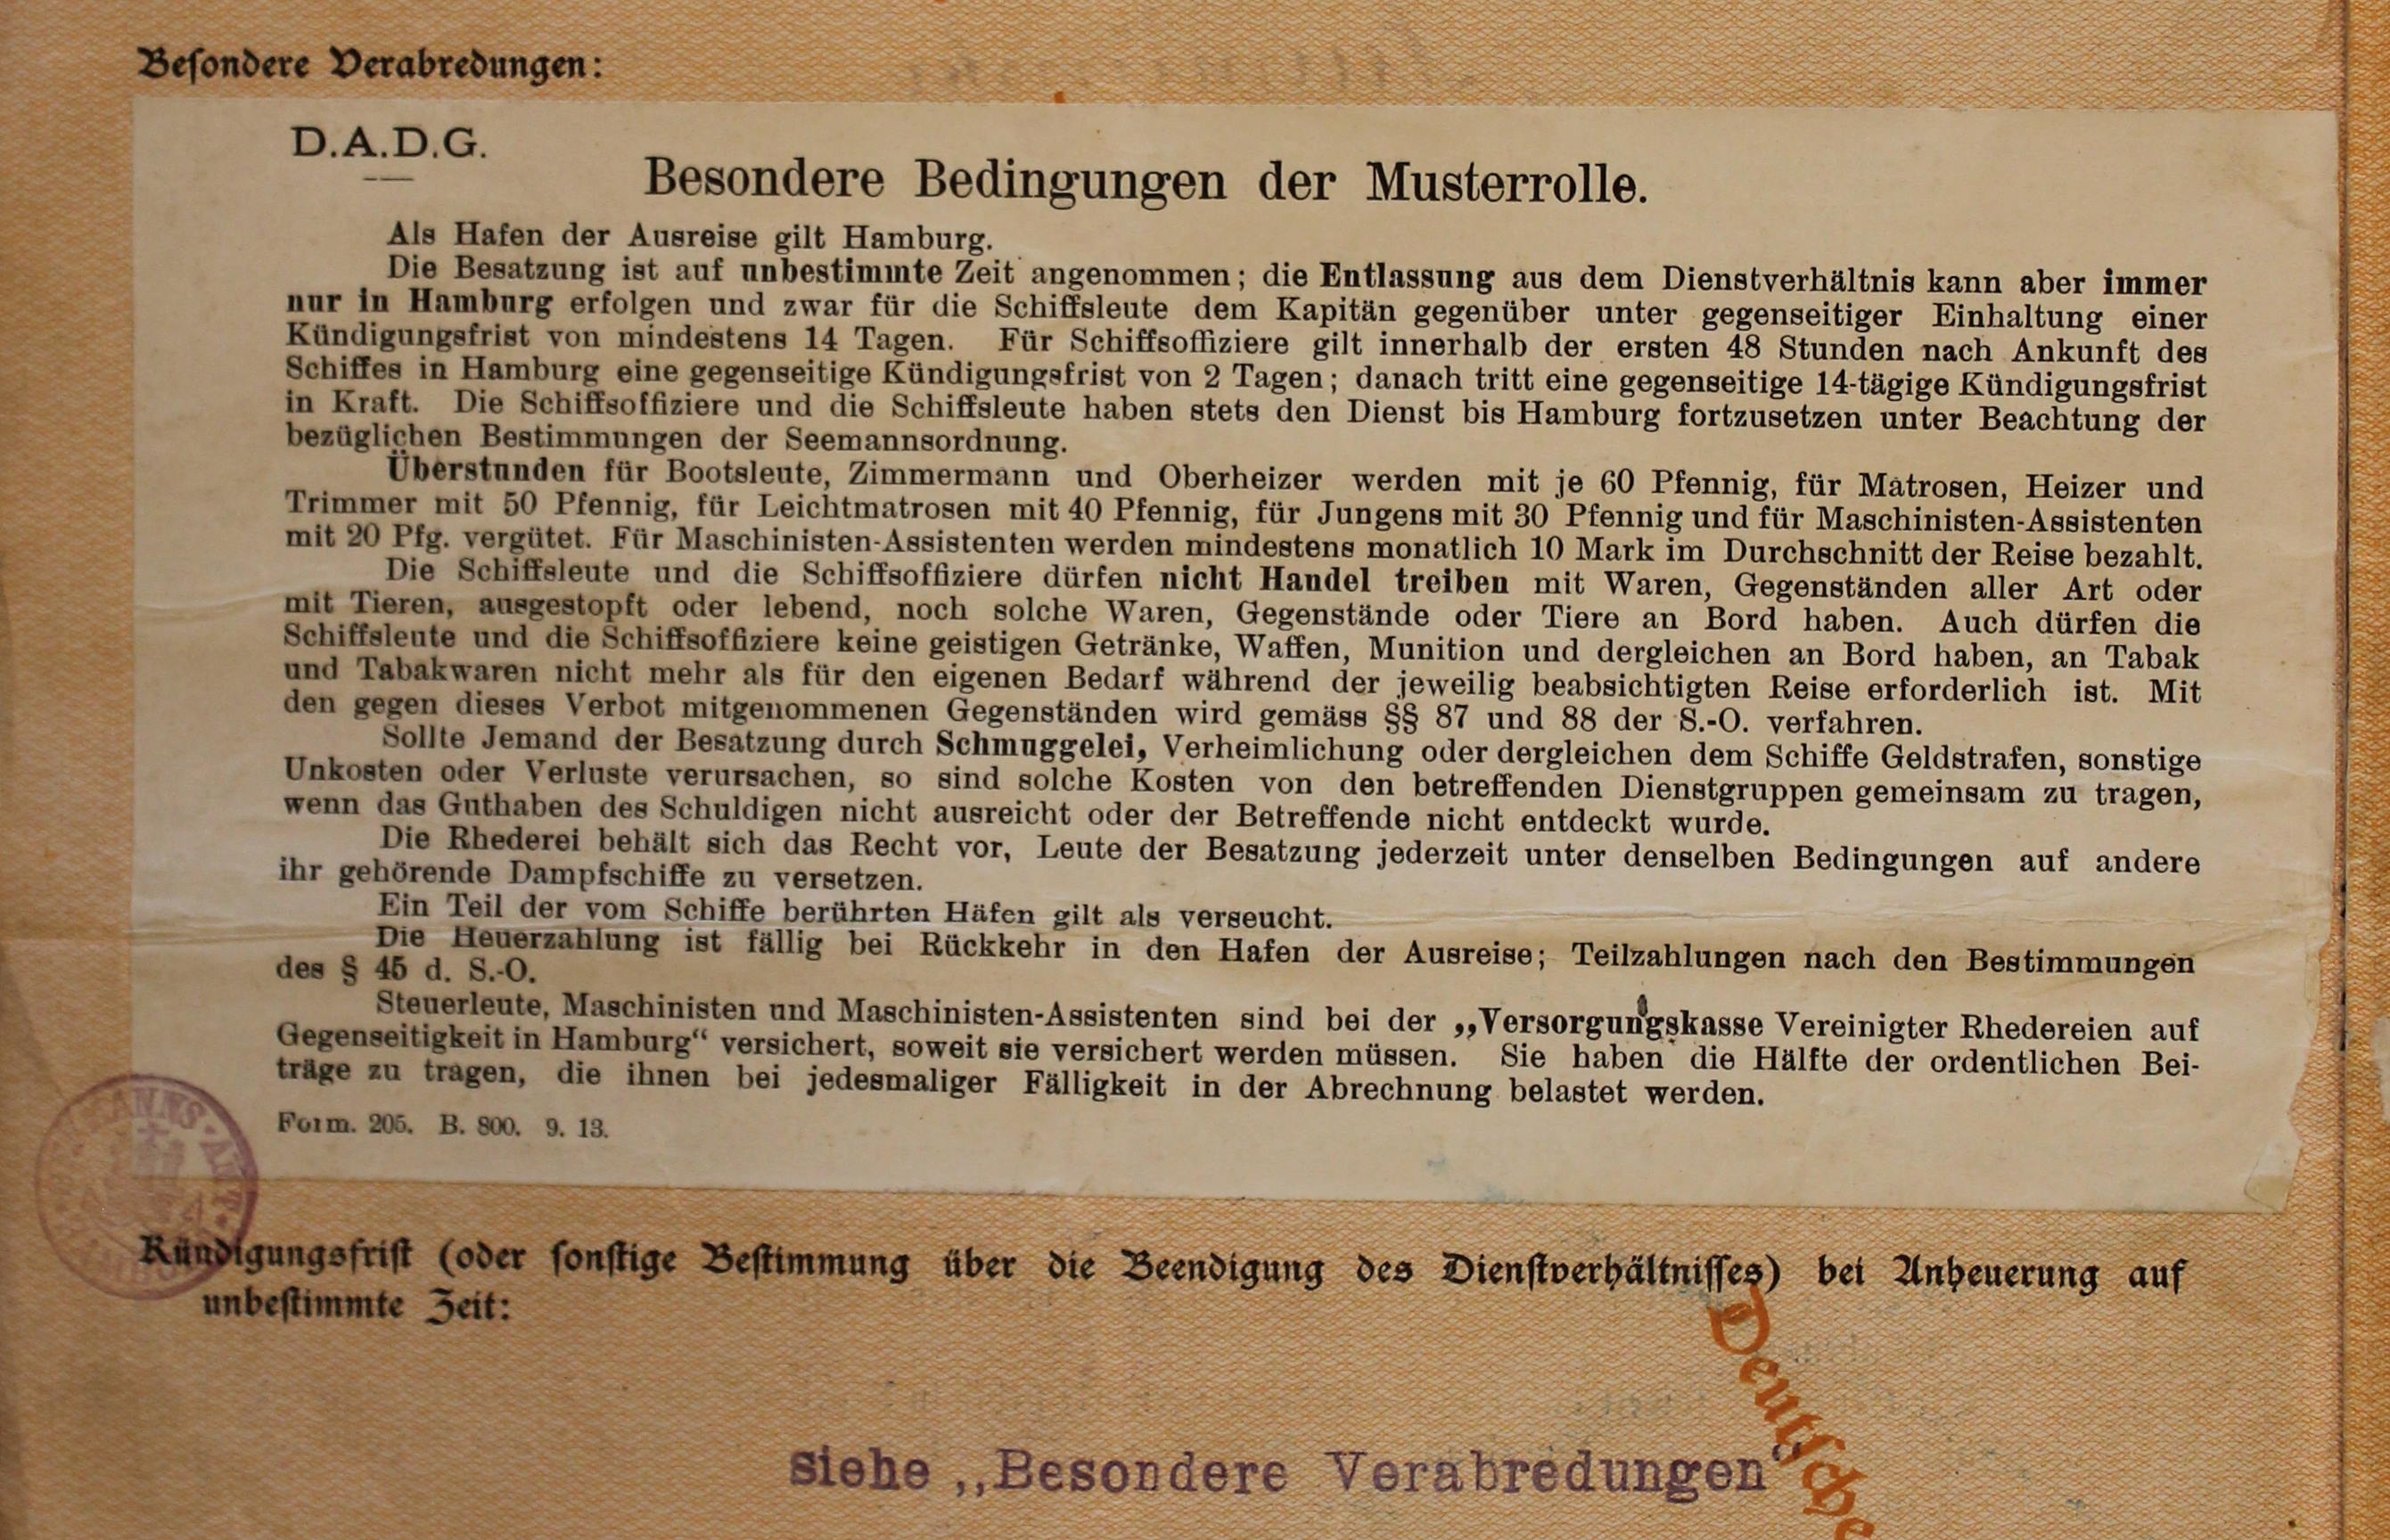 Besondere Verabredungen:
D.A.D.G.
Besondere Bedingungen der Musterrolle.
Als Hafen der Ausreise gilt Hamburg.
Die Besatzung ist auf unbestimmte Zeit angenommen; die Entlassung aus dem Dienstverhältnis kann aber immer
nur in Hamburg erfolgen und zwar für die Schiffsleute dem Kapitän gegenüber unter gegenseitiger Einhaltung einer
Kündigungsfrist von mindestens 14 Tagen. Für Schiffsoffiziere gilt innerhalb der ersten 48 Stunden nach Ankunft des
Schiffes in Hamburg eine gegenseitige Kündigungsfrist von 2 Tagen; danach tritt eine gegenseitige 14-tägige Kündigungsfrist
in Kraft. Die Schiffsoffiziere und die Schiffsleute haben stets den Dienst bis Hamburg fortzusetzen unter Beachtung der
bezüglichen Bestimmungen der Seemannsordnung.
Überstunden für Bootsleute, Zimmermann und Oberheizer werden mit je 60 Pfennig, für Matrosen, Heizer und
Trimmer mit 50 Pfennig, für Leichtmatrosen mit 40 Pfennig, für Jungens mit 30 Pfennig und für Maschinisten-Assistenten
mit 20 Pfg. vergütet. Für Maschinisten-Assistenten werden mindestens monatlich 10 Mark im Durchschnitt der Reise bezahlt.
Die Schiffsleute und die Schiffsoffiziere dürfen nicht Handel treiben mit Waren, Gegenständen aller Art oder
mit Tieren, ausgestopft oder lebend, noch solche Waren, Gegenstände oder Tiere an Bord haben. Auch dürfen die
Schiffsleute und die Schiffsoffiziere keine geistigen Getränke, Waffen, Munition und dergleichen an Bord haben, an Tabak
und Tabakwaren nicht mehr als für den eigenen Bedarf während der jeweilig beabsichtigten Reise erforderlich ist. Mit
den gegen dieses Verbot mitgenommenen Gegenständen wird gemäss §§ 87 und 88 der S.-O. verfahren.
Sollte Jemand der Besatzung durch Schmuggelei, Verheimlichung oder dergleichen dem Schiffe Geldstrafen, sonstige
Unkosten oder Verluste verursachen, so sind solche Kosten von den betreffenden Dienstgruppen gemeinsam zu tragen,
wenn das Guthaben des Schuldigen nicht ausreicht oder der Betreffende nicht entdeckt wurde.
Die Rhederei behält sich das Recht vor, Leute der Besatzung jederzeit unter denselben Bedingungen auf andere
ihr gehörende Dampfschiffe zu versetzen.
Ein Teil der vom Schiffe berührten Häfen gilt als verseucht.
Die Heuerzahlung ist fällig bei Rückkehr in den Hafen der Ausreise; Teilzahlungen nach den Bestimmungen
des § 45 d. S.-O.
Steuerleute, Maschinisten und Maschinisten-Assistenten sind bei der „Versorgungskasse Vereinigter Rhedereien auf
Gegenseitigkeit in Hamburg“ versichert, soweit sie versichert werden müssen. Sie haben die Hälfte der ordentlichen Bei-
träge zu tragen, die ihnen bei jedesmaliger Fälligkeit in der Abrechnung belastet werden.
Form. 205. B. 800. 9. 13.
Kündigungsfrist (oder sonstige Bestimmung über die Beendigung des Dienstverhältnisses) bei Anheuerung auf
unbestimmte Zeit:
Deutsche
siehe „Besondere Verabredungen“